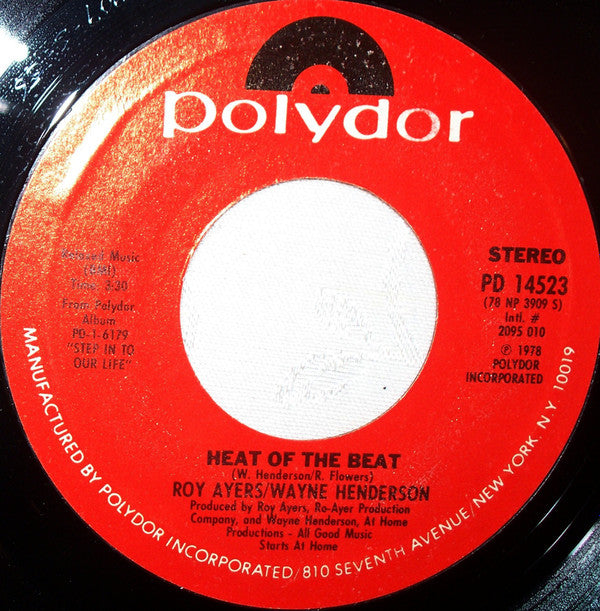 polydor
STEREO
PD 14523
(78 NP 3909 S)
Intl. #
2095 010
℗ 1978
POLYDOR
INCORPORATED
Music
(BMI)
Time: 3:30
From Polydor
Album
PD-1-6179
"STEP IN TO
OUR LIFE"
HEAT OF THE BEAT
(W. Henderson/R. Flowers)
ROY AYERS/WAYNE HENDERSON
Produced by Roy Ayers, Ro-Ayer Production
Company, and Wayne Henderson, At Home
Productions - All Good Music
Starts At Home
MANUFACTURED BY POLYDOR INCORPORATED/810 SEVENTH AVENUE/NEW YORK, N.Y. 10019